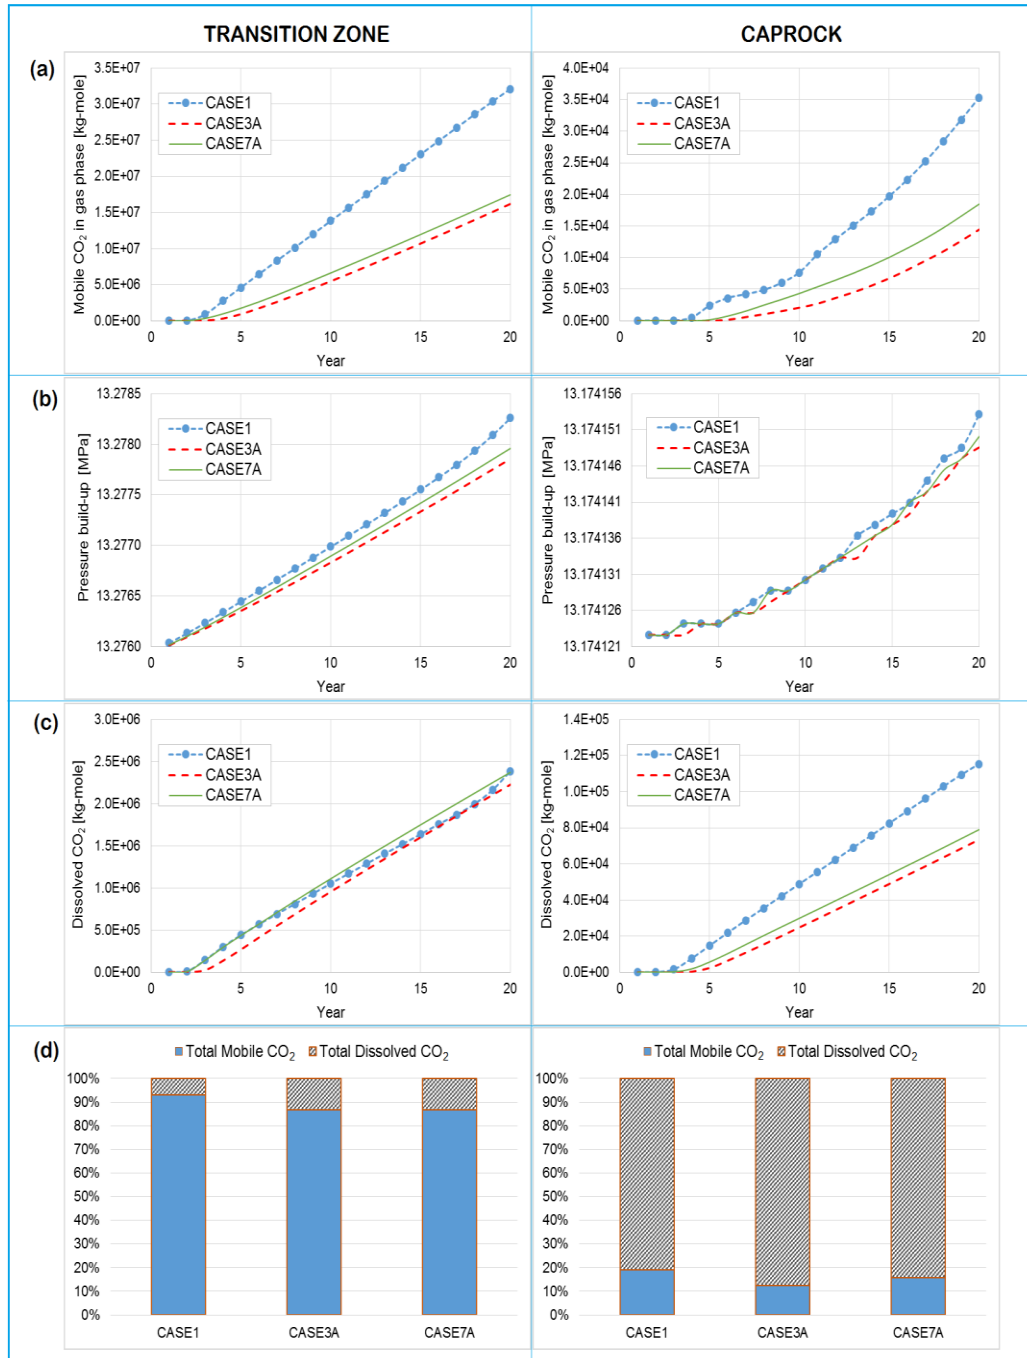 TRANSITION ZONE
CAPROCK
(a)
Mobile CO₂ in gas phase [kg-mole]
3.5E+07
3.0E+07
2.5E+07
2.0E+07
1.5E+07
1.0E+07
5.0E+06
0.0E+00
CASE1
CASE3A
CASE7A
0 5 10 15 20
Year
Mobile CO₂ in gas phase [kg-mole]
4.0E+04
3.5E+04
3.0E+04
2.5E+04
2.0E+04
1.5E+04
1.0E+04
5.0E+03
0.0E+00
CASE1
CASE3A
CASE7A
0 5 10 15 20
Year
(b)
Pressure build-up [MPa]
13.2785
13.2780
13.2775
13.2770
13.2765
13.2760
CASE1
CASE3A
CASE7A
0 5 10 15 20
Year
Pressure build-up [MPa]
13.174156
13.174151
13.174146
13.174141
13.174136
13.174131
13.174126
13.174121
CASE1
CASE3A
CASE7A
0 5 10 15 20
Year
(c)
Dissolved CO₂ [kg-mole]
3.0E+06
2.5E+06
2.0E+06
1.5E+06
1.0E+06
5.0E+05
0.0E+00
CASE1
CASE3A
CASE7A
0 5 10 15 20
Year
Dissolved CO₂ [kg-mole]
1.4E+05
1.2E+05
1.0E+05
8.0E+04
6.0E+04
4.0E+04
2.0E+04
0.0E+00
CASE1
CASE3A
CASE7A
0 5 10 15 20
Year
(d)
Total Mobile CO₂ Total Dissolved CO₂
100%
90%
80%
70%
60%
50%
40%
30%
20%
10%
0%
CASE1 CASE3A CASE7A
Total Mobile CO₂ Total Dissolved CO₂
100%
90%
80%
70%
60%
50%
40%
30%
20%
10%
0%
CASE1 CASE3A CASE7A